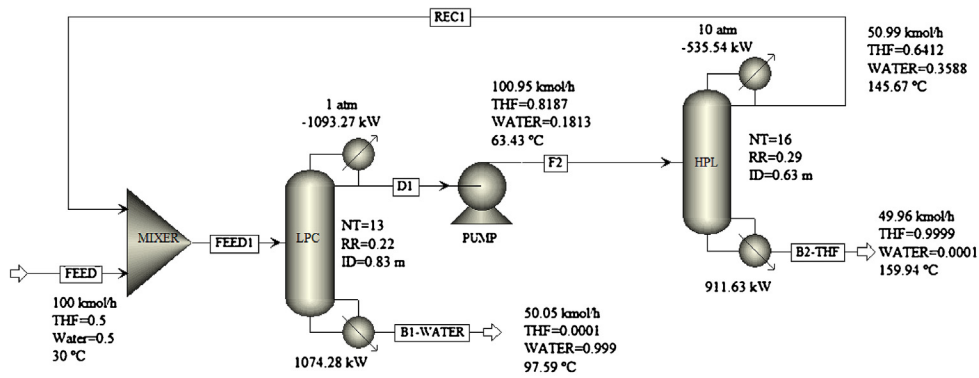 REC1
10 atm
-535.54 kW
50.99 kmol/h
THF=0.6412
WATER=0.3588
145.67 °C
1 atm
-1093.27 kW
100.95 kmol/h
THF=0.8187
WATER=0.1813
63.43 °C
F2
HPL
NT=16
RR=0.29
ID=0.63 m
D1
PUMP
MIXER
FEED1
LPC
NT=13
RR=0.22
ID=0.83 m
49.96 kmol/h
THF=0.9999
WATER=0.0001
159.94 °C
B2-THF
911.63 kW
FEED
100 kmol/h
THF=0.5
Water=0.5
30 °C
B1-WATER
50.05 kmol/h
THF=0.0001
WATER=0.999
97.59 °C
1074.28 kW